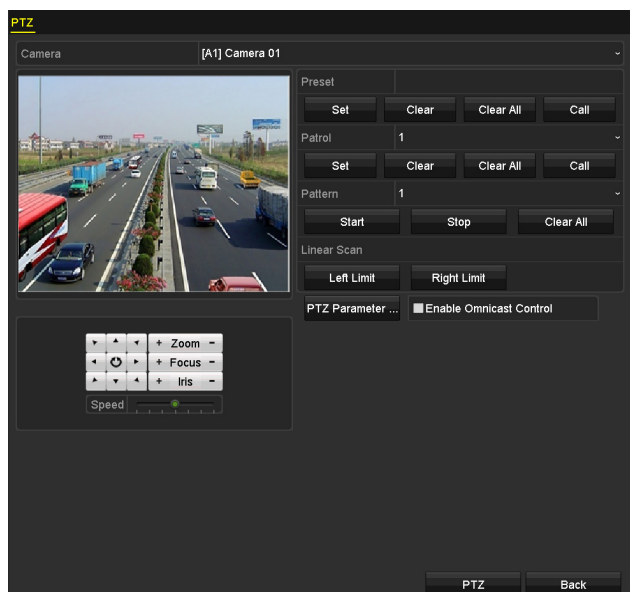 PTZ
Camera [A1] Camera 01
Preset
Set Clear Clear All Call
Patrol 1
Set Clear Clear All Call
Pattern 1
Start Stop Clear All
Linear Scan
Left Limit Right Limit
PTZ Parameter ... Enable Omnicast Control
+ Zoom -
+ Focus -
+ Iris -
Speed
PTZ Back